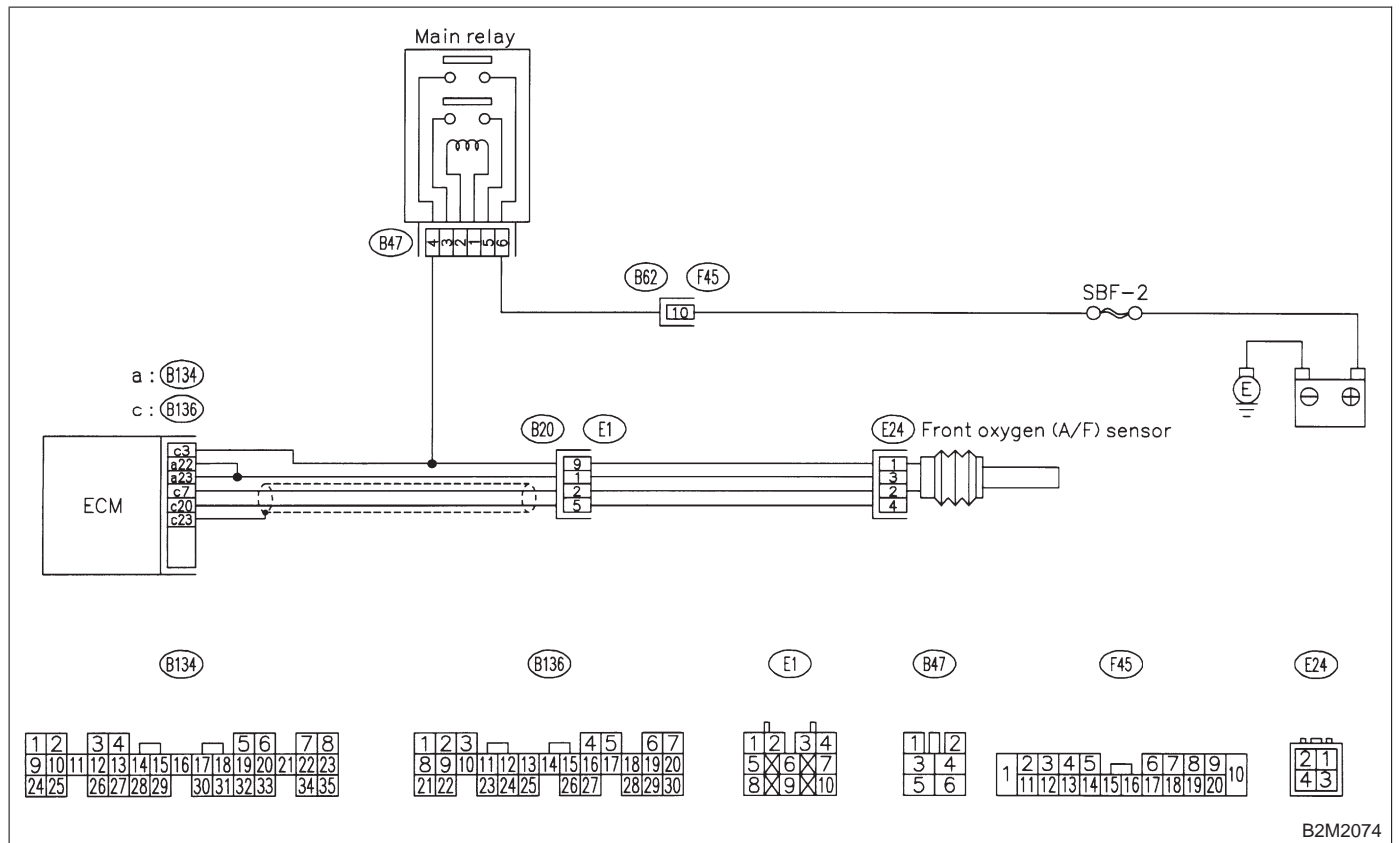 Main relay
B47
4 3 2 1 5 6
B62 F45
10
SBF-2
E
a : B134
c : B136
ECM
c3
a22
a23
c7
c20
c23
B20 E1
9
1
2
5
E24 Front oxygen (A/F) sensor
1
3
2
4
B134
1 2 3 4 5 6 7 8
9 10 11 12 13 14 15 16 17 18 19 20 21 22 23
24 25 26 27 28 29 30 31 32 33 34 35
B136
1 2 3 4 5 6 7
8 9 10 11 12 13 14 15 16 17 18 19 20
21 22 23 24 25 26 27 28 29 30
E1
1 2 3 4
5 6 7
8 9 10
B47
1 2
3 4
5 6
F45
1 2 3 4 5 6 7 8 9 10
11 12 13 14 15 16 17 18 19 20
E24
2 1
4 3
B2M2074